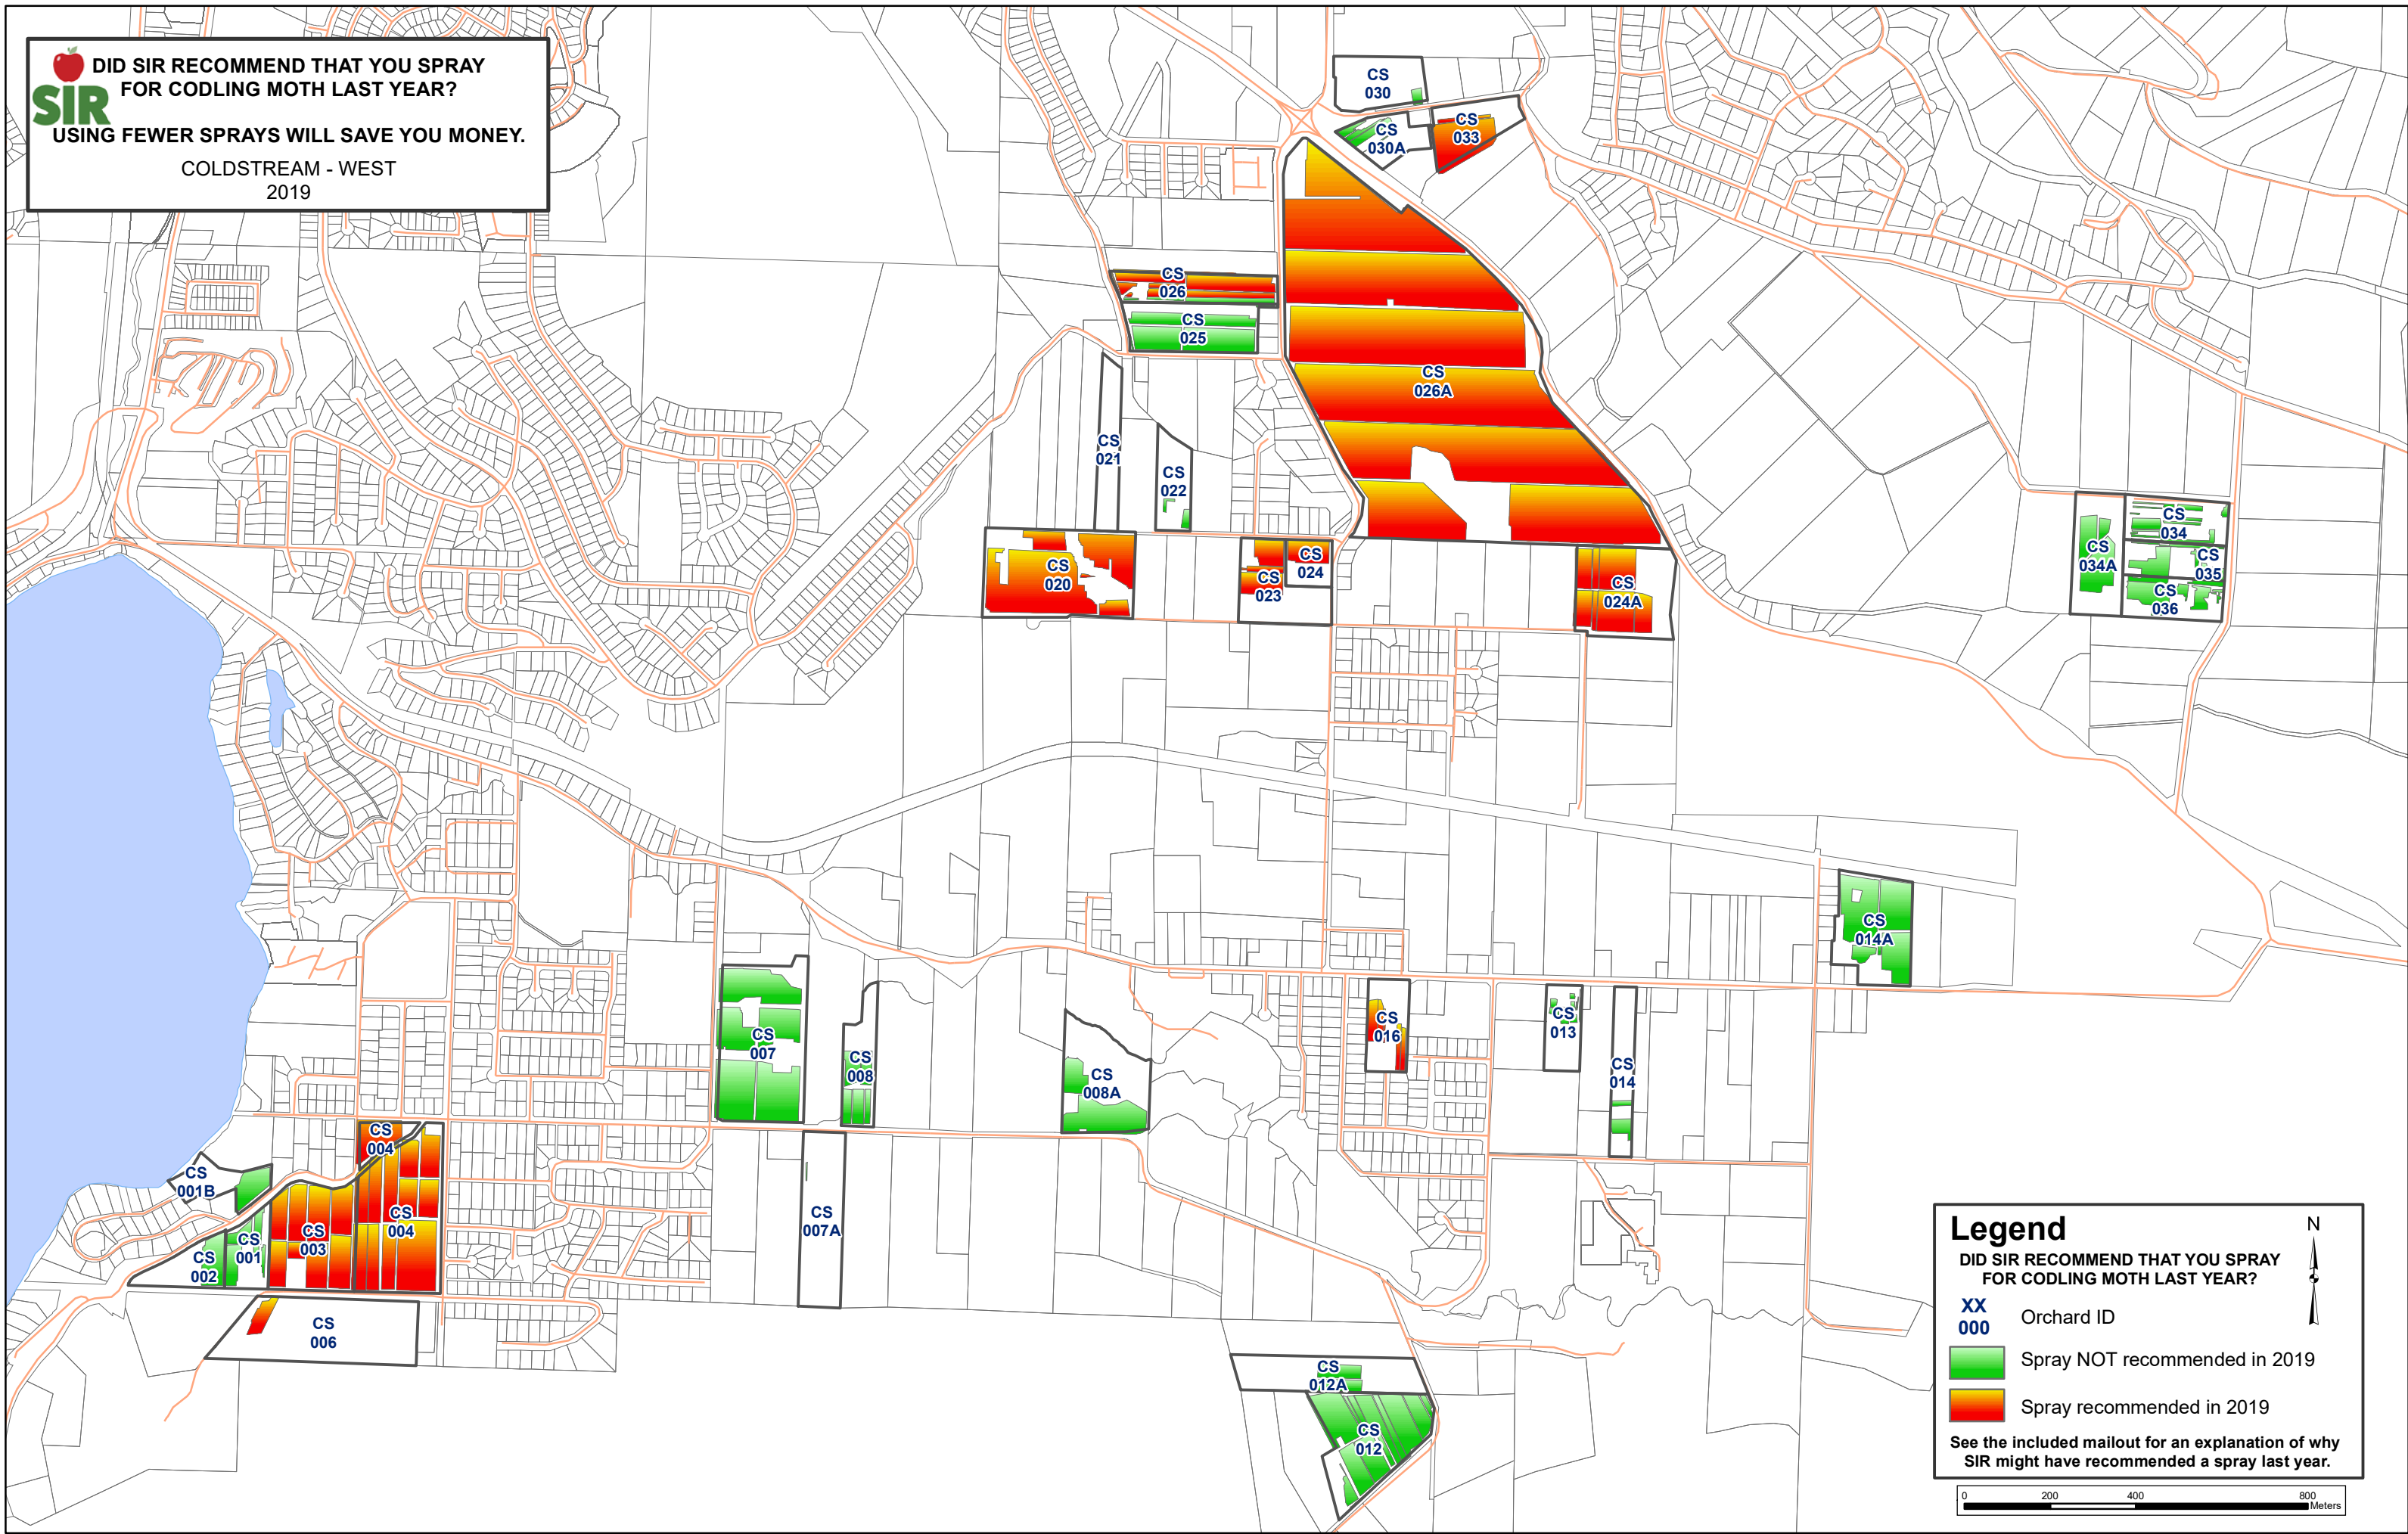 DID SIR RECOMMEND THAT YOU SPRAY
FOR CODLING MOTH LAST YEAR?
SIR
USING FEWER SPRAYS WILL SAVE YOU MONEY.
COLDSTREAM - WEST
2019
CS
030
CS
030A
CS
033
CS
026
CS
025
CS
026A
CS
021
CS
022
CS
020
CS
023
CS
024
CS
024A
CS
034
CS
034A
CS
035
CS
036
CS
014A
CS
007
CS
008
CS
008A
CS
016
CS
013
CS
014
CS
004
CS
001B
CS
001
CS
002
CS
003
CS
004
CS
007A
CS
006
CS
012A
CS
012
Legend
DID SIR RECOMMEND THAT YOU SPRAY
FOR CODLING MOTH LAST YEAR?
N
XX
000
Orchard ID
Spray NOT recommended in 2019
Spray recommended in 2019
See the included mailout for an explanation of why
SIR might have recommended a spray last year.
0 200 400 800
Meters